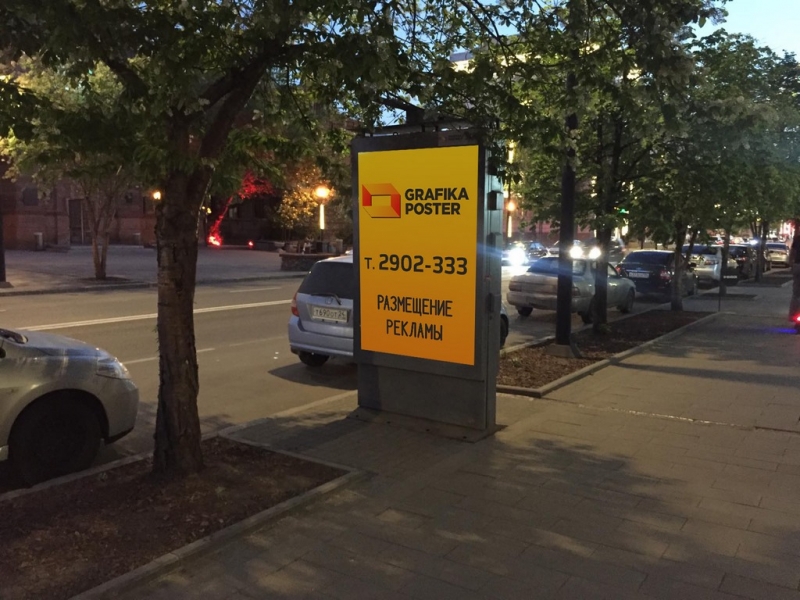 GRAFIKA
POSTER
т. 2902-333
РАЗМЕЩЕНИЕ
РЕКЛАМЫ